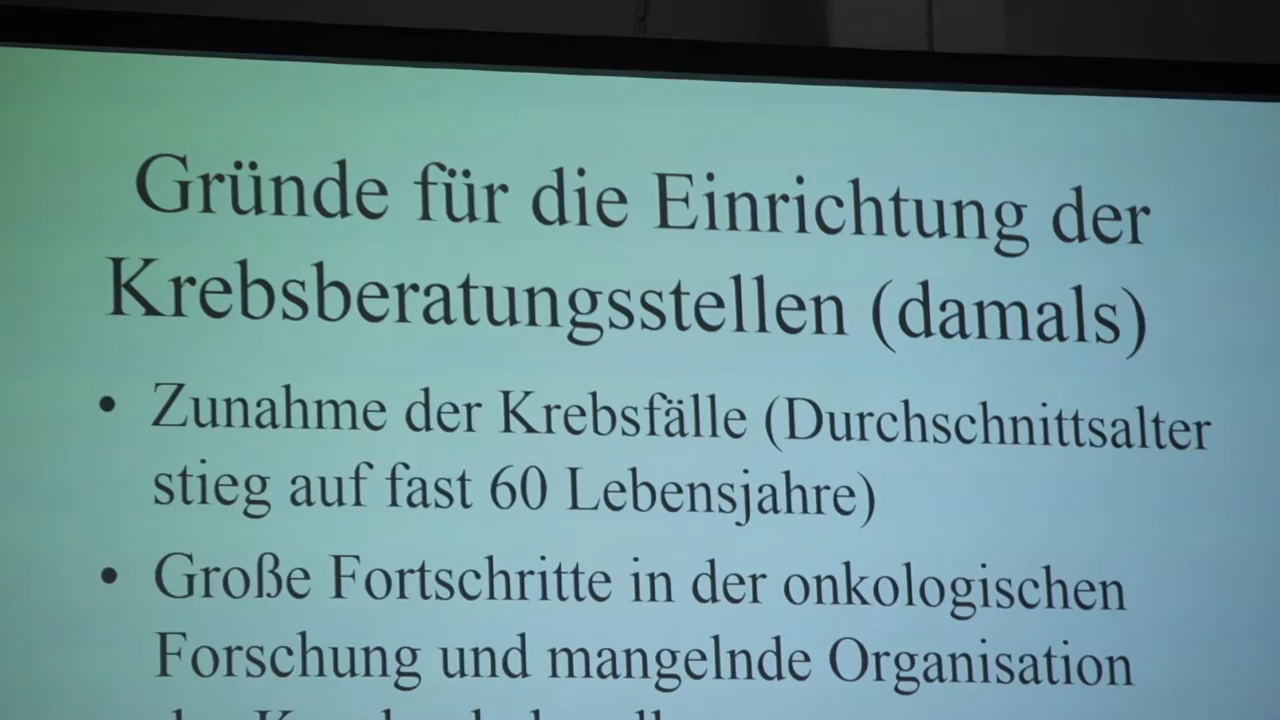 Gründe für die Einrichtung der
Krebsberatungsstellen (damals)
• Zunahme der Krebsfälle (Durchschnittsalter
stieg auf fast 60 Lebensjahre)
• Große Fortschritte in der onkologischen
Forschung und mangelnde Organisation